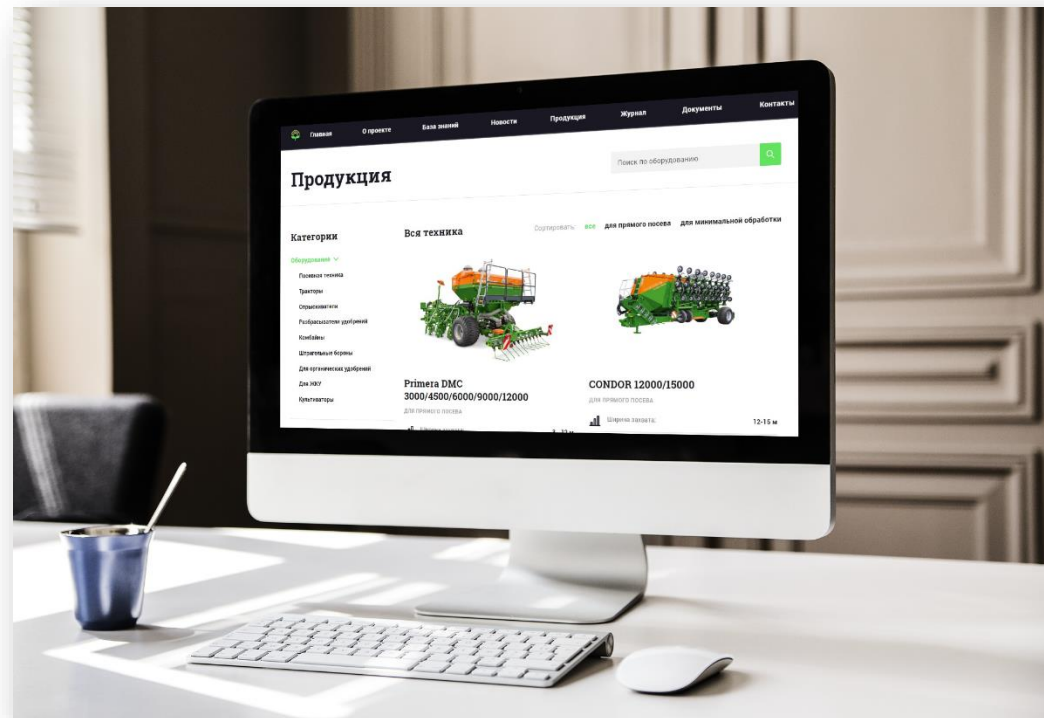 Главная О проекте База знаний Новости Продукция Журнал Документы Контакты
Продукция
Поиск по оборудованию
Категории
Вся техника
Сортировать: все для прямого посева для минимальной обработки
Оборудование
Посевная техника
Тракторы
Опрыскиватели
Разбрасыватели удобрений
Комбайны
Штригельные бороны
Для органических удобрений
Для ЖКУ
Культиваторы
Primera DMC
3000/4500/6000/9000/12000
ДЛЯ ПРЯМОГО ПОСЕВА
CONDOR 12000/15000
ДЛЯ ПРЯМОГО ПОСЕВА
Ширина захвата:
12-15 м